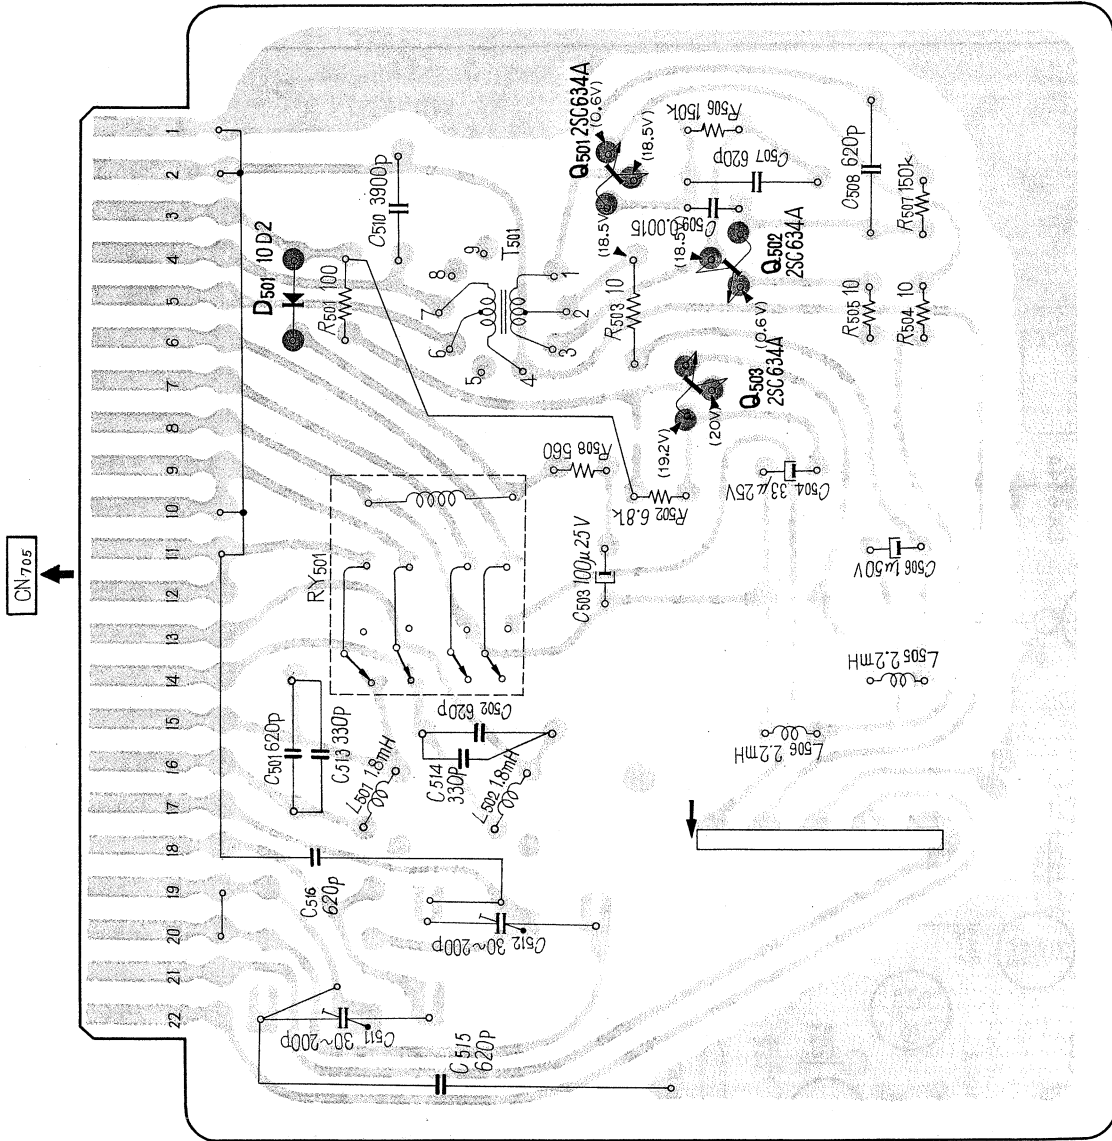 CN705
1
2
3
4
5
6
7
8
9
10
11
12
13
14
15
16
17
18
19
20
21
22
D501 10D2
R501 100
C510 3900p
T501
1
2
3
4
5
6
7
8
9
Q501 2SC634A
(0.6V)
(18.5V)
(18.5V)
R506 150k
C507 620p
C509 0.0015
C508 620p
R507 150k
(18.5V)
Q502
2SC634A
(0.6V)
R503 10
R505 10
R504 10
Q503
2SC634A
(19.2V)
(20V)
R508 560
R502 6.8k
C504 33μ 25V
C503 100μ 25V
C506 1μ 50V
RY501
L505 2.2mH
L506 2.2mH
C501 620p
C513 330p
L501 1.8mH
C502 620p
C514
330p
L502 1.8mH
C516
620p
C512 30~200p
C511 30~200p
C515
620p